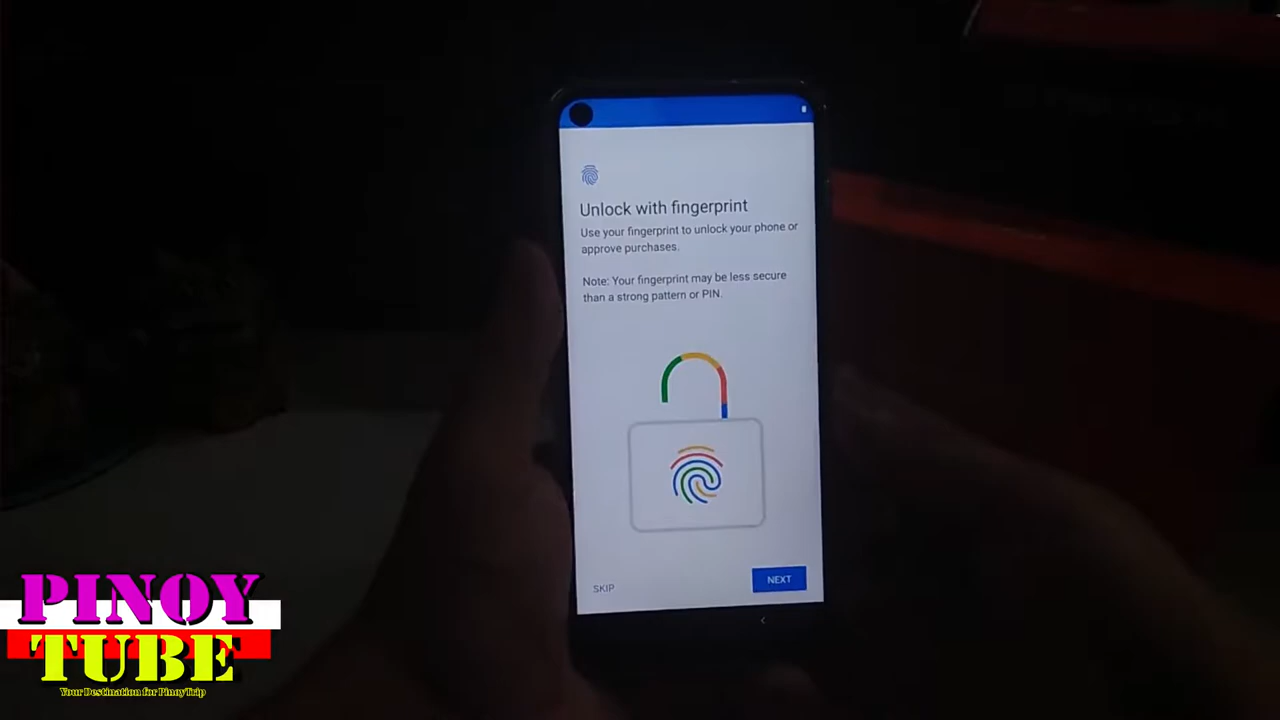 Unlock with fingerprint
Use your fingerprint to unlock your phone or
approve purchases.
Note: Your fingerprint may be less secure
than a strong pattern or PIN.
SKIP
NEXT
PINOY
TUBE
Your Destination for PinoyTrip